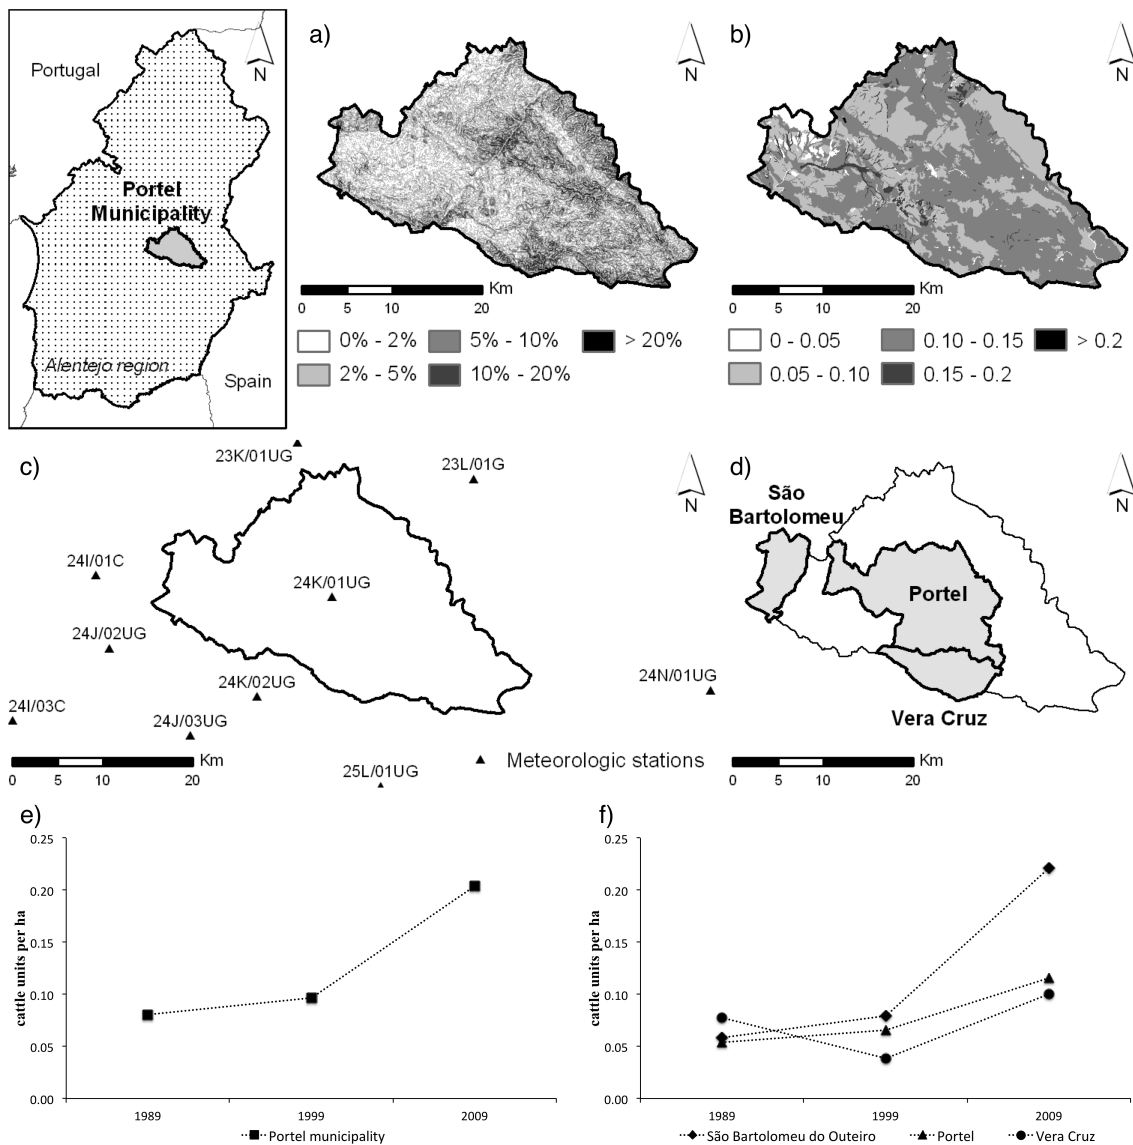 Portugal
N
Portel
Municipality
Alentejo region
Spain
a)
N
Km
0 5 10 20
0% - 2% 5% - 10% > 20%
2% - 5% 10% - 20%
b)
N
Km
0 5 10 20
0 - 0.05 0.10 - 0.15 > 0.2
0.05 - 0.10 0.15 - 0.2
c)
23K/01UG
23L/01G
N
24I/01C
24K/01UG
24J/02UG
24K/02UG
24N/01UG
24I/03C
24J/03UG
Km
0 5 10 20
25L/01UG
Meteorologic stations
d)
N
São
Bartolomeu
Portel
Vera Cruz
Km
0 5 10 20
e)
cattle units per ha
0.25
0.20
0.15
0.10
0.05
0.00
1989 1999 2009
Portel municipality
f)
cattle units per ha
0.25
0.20
0.15
0.10
0.05
0.00
1989 1999 2009
São Bartolomeu do Outeiro Portel Vera Cruz